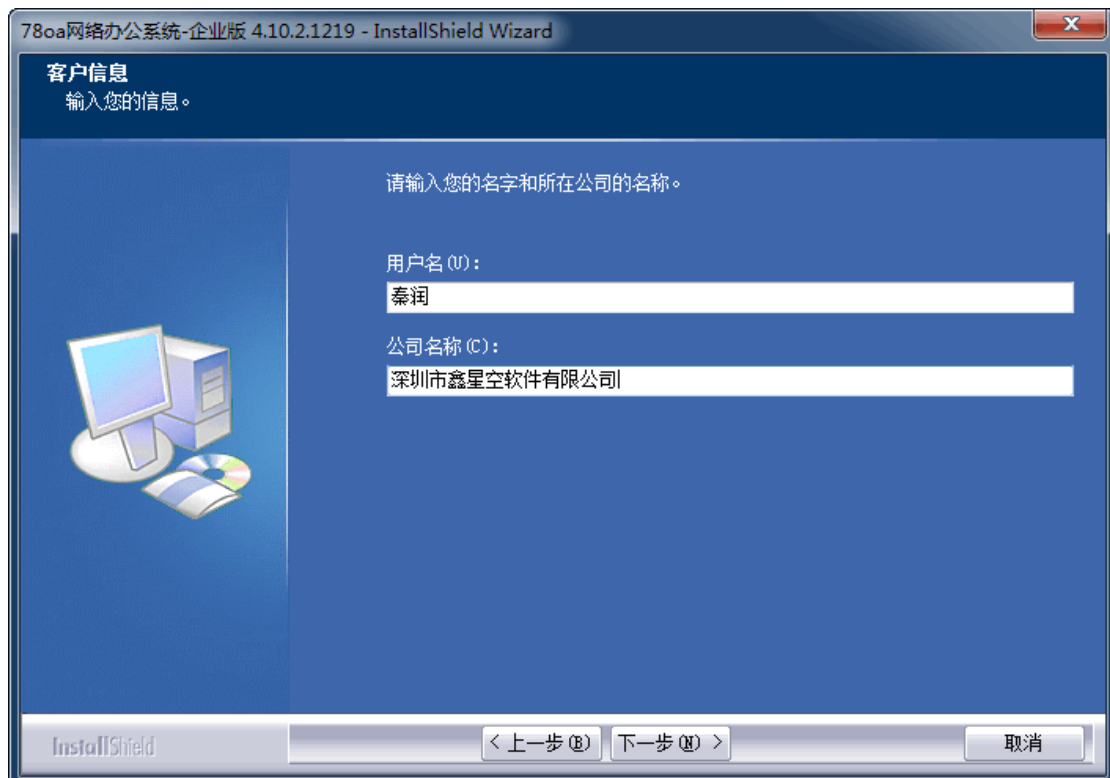 78oa网络办公系统-企业版 4.10.2.1219 - InstallShield Wizard
客户信息
输入您的信息。
请输入您的名字和所在公司的名称。
用户名(U):
秦润
公司名称(C):
深圳市鑫星空软件有限公司
InstallShield
< 上一步(B) 下一步(N) > 取消